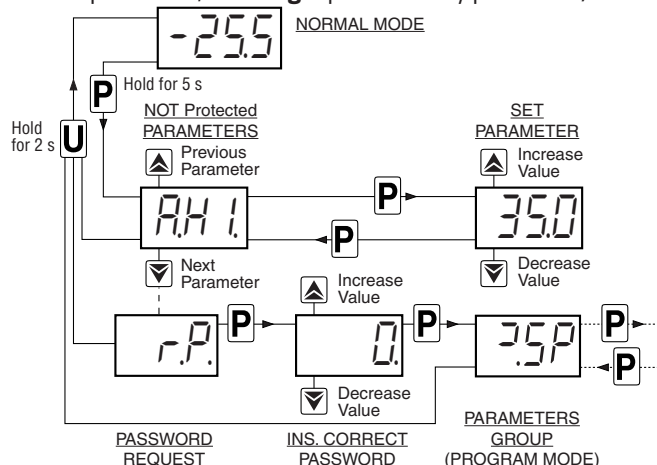 -25.5
NORMAL MODE
P
Hold for 5 s
Hold
for 2 s
U
NOT Protected
PARAMETERS
SET
PARAMETER
Previous
Parameter
Increase
Value
A.H 1.
P
35.0
P
Next
Parameter
Decrease
Value
Increase
Value
r.P.
P
0.
P
?.SP
P
P
Decrease
Value
PASSWORD
REQUEST
INS. CORRECT
PASSWORD
PARAMETERS
GROUP
(PROGRAM MODE)